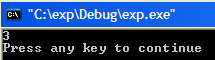 "C:\exp\Debug\exp.exe"
3
Press any key to continue